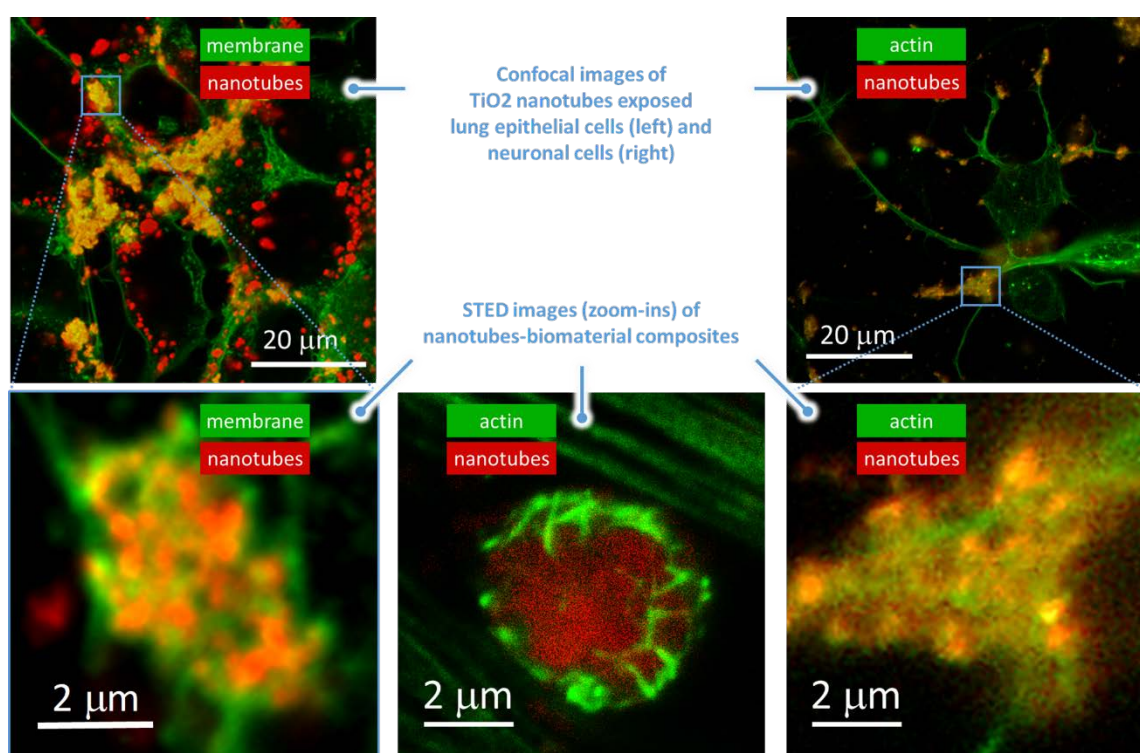 membrane
nanotubes
Confocal images of
TiO2 nanotubes exposed
lung epithelial cells (left) and
neuronal cells (right)
actin
nanotubes
20 μm
STED images (zoom-ins) of
nanotubes-biomaterial composites
20 μm
membrane
nanotubes
2 μm
actin
nanotubes
2 μm
actin
nanotubes
2 μm